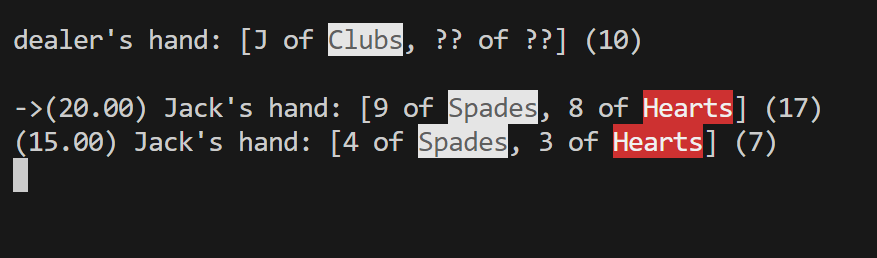 dealer's hand: [J of Clubs, ?? of ??] (10)
->(20.00) Jack's hand: [9 of Spades, 8 of Hearts] (17)
(15.00) Jack's hand: [4 of Spades, 3 of Hearts] (7)